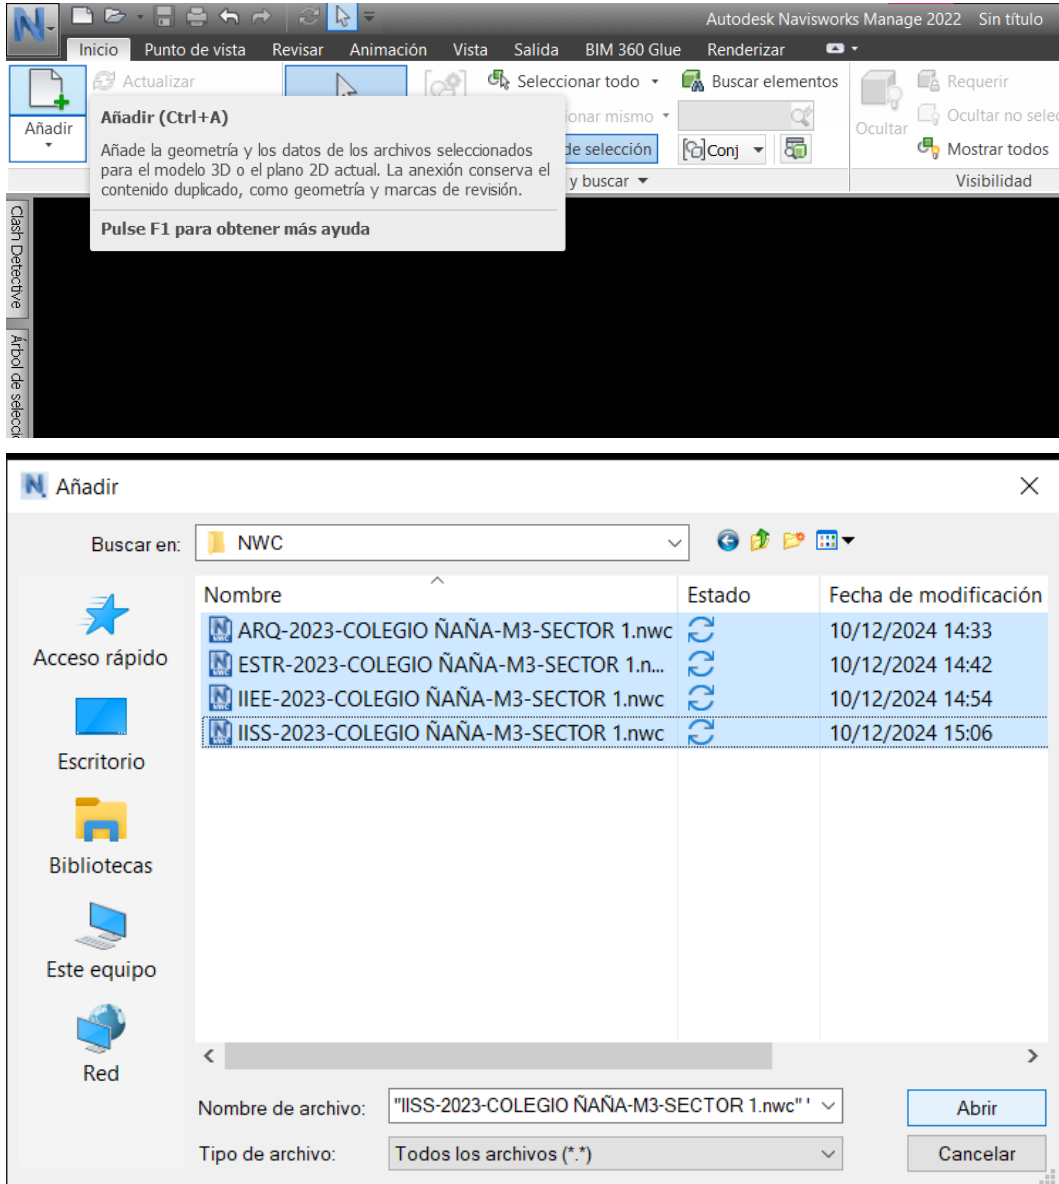 Autodesk Navisworks Manage 2022 Sin título
Inicio Punto de vista Revisar Animación Vista Salida BIM 360 Glue Renderizar
Actualizar
Seleccionar todo
Buscar elementos
Requerir
Añadir
Añadir (Ctrl+A)
Añade la geometría y los datos de los archivos seleccionados
para el modelo 3D o el plano 2D actual. La anexión conserva el
contenido duplicado, como geometría y marcas de revisión.
Pulse F1 para obtener más ayuda
ionar mismo
de selección
Conj
y buscar
Ocultar
Ocultar no selec
Mostrar todos
Visibilidad
Clash Detective
Árbol de selecci
Añadir
Buscar en: NWC
Nombre Estado Fecha de modificación
ARQ-2023-COLEGIO ÑAÑA-M3-SECTOR 1.nwc 10/12/2024 14:33
ESTR-2023-COLEGIO ÑAÑA-M3-SECTOR 1.n... 10/12/2024 14:42
IIEE-2023-COLEGIO ÑAÑA-M3-SECTOR 1.nwc 10/12/2024 14:54
IISS-2023-COLEGIO ÑAÑA-M3-SECTOR 1.nwc 10/12/2024 15:06
Acceso rápido
Escritorio
Bibliotecas
Este equipo
Red
Nombre de archivo: "IISS-2023-COLEGIO ÑAÑA-M3-SECTOR 1.nwc" " Abrir
Tipo de archivo: Todos los archivos (*.*) Cancelar